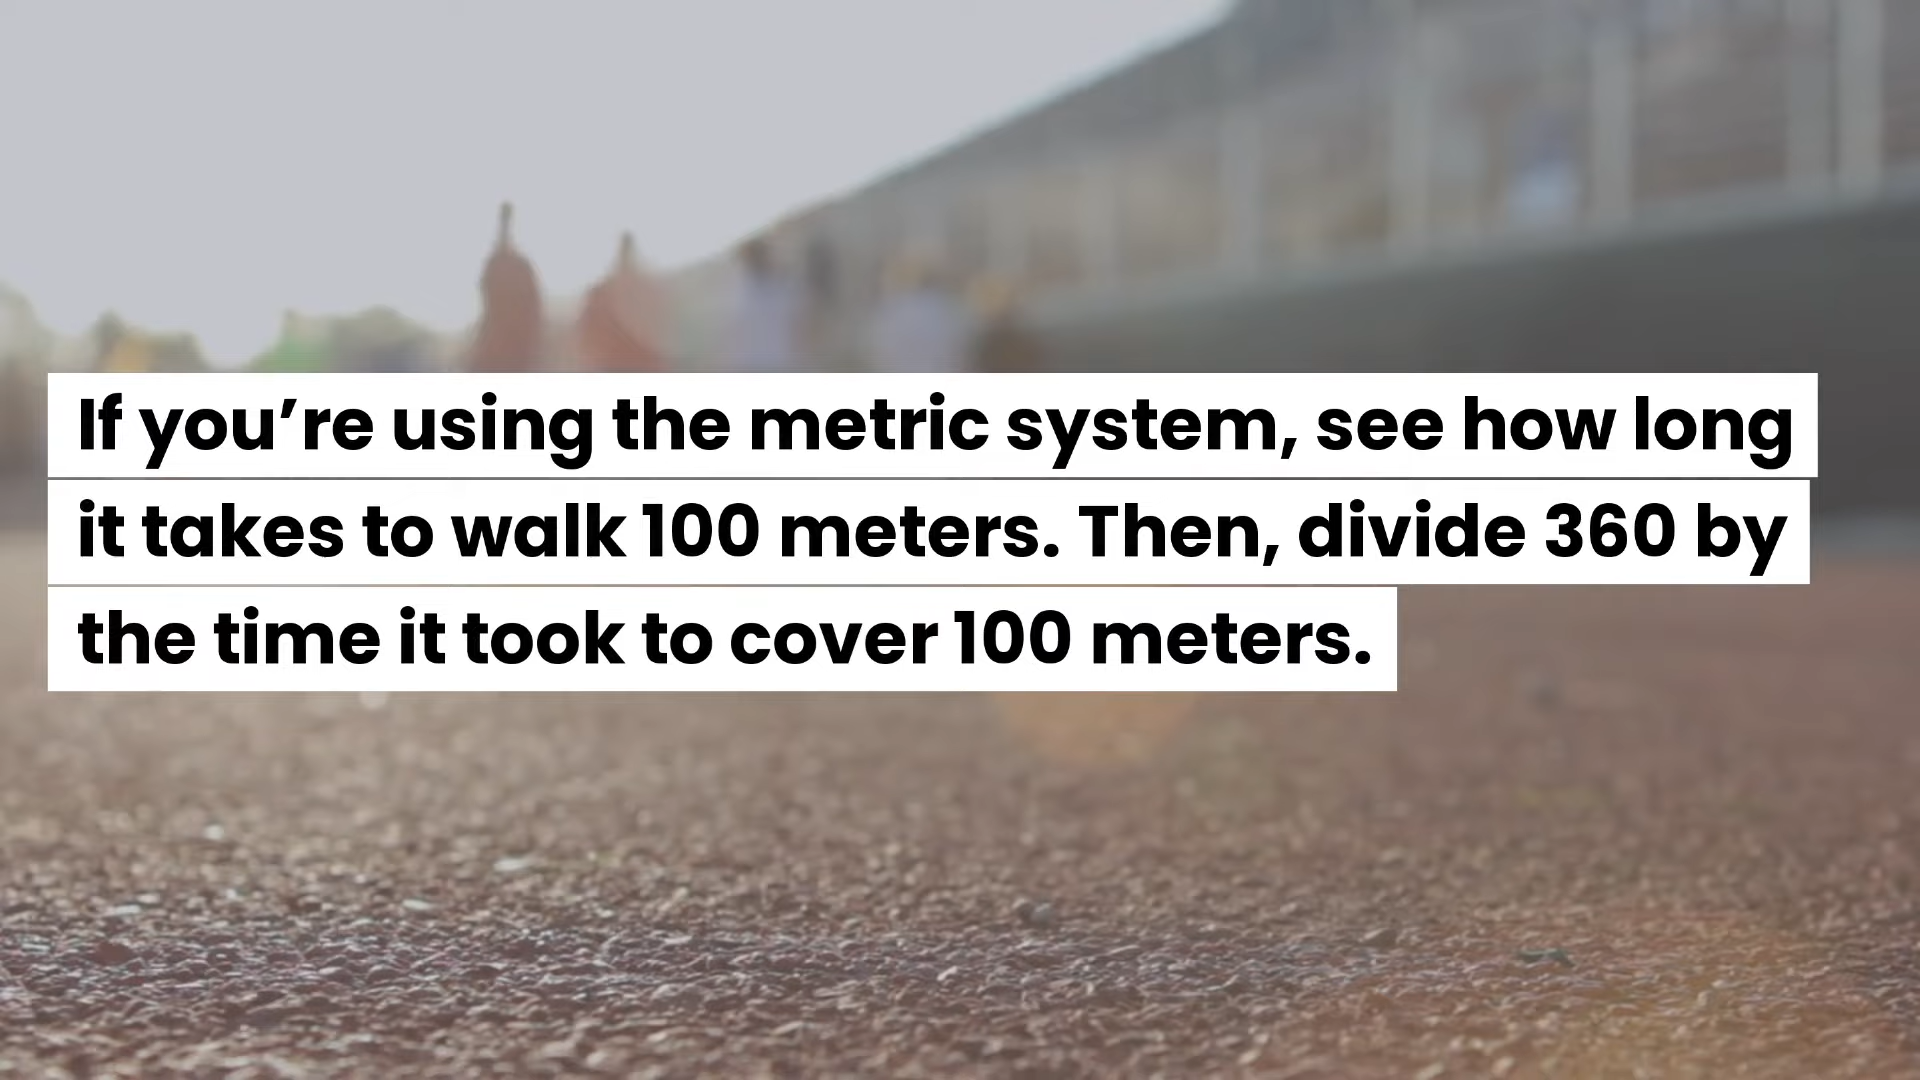 If you’re using the metric system, see how long
it takes to walk 100 meters. Then, divide 360 by
the time it took to cover 100 meters.